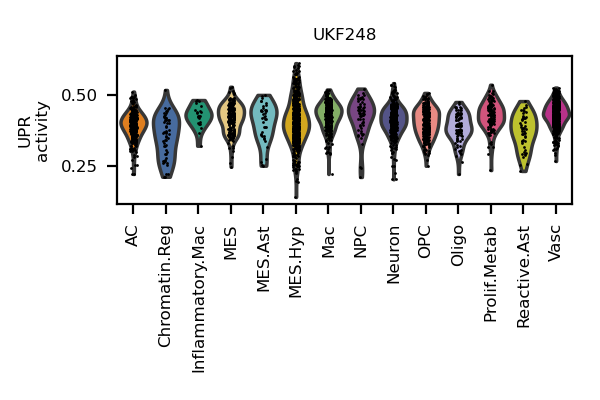 UKF248
UPR
activity
0.50
0.25
AC
Chromatin.Reg
Inflammatory.Mac
MES
MES.Ast
MES.Hyp
Mac
NPC
Neuron
OPC
Oligo
Prolif.Metab
Reactive.Ast
Vasc